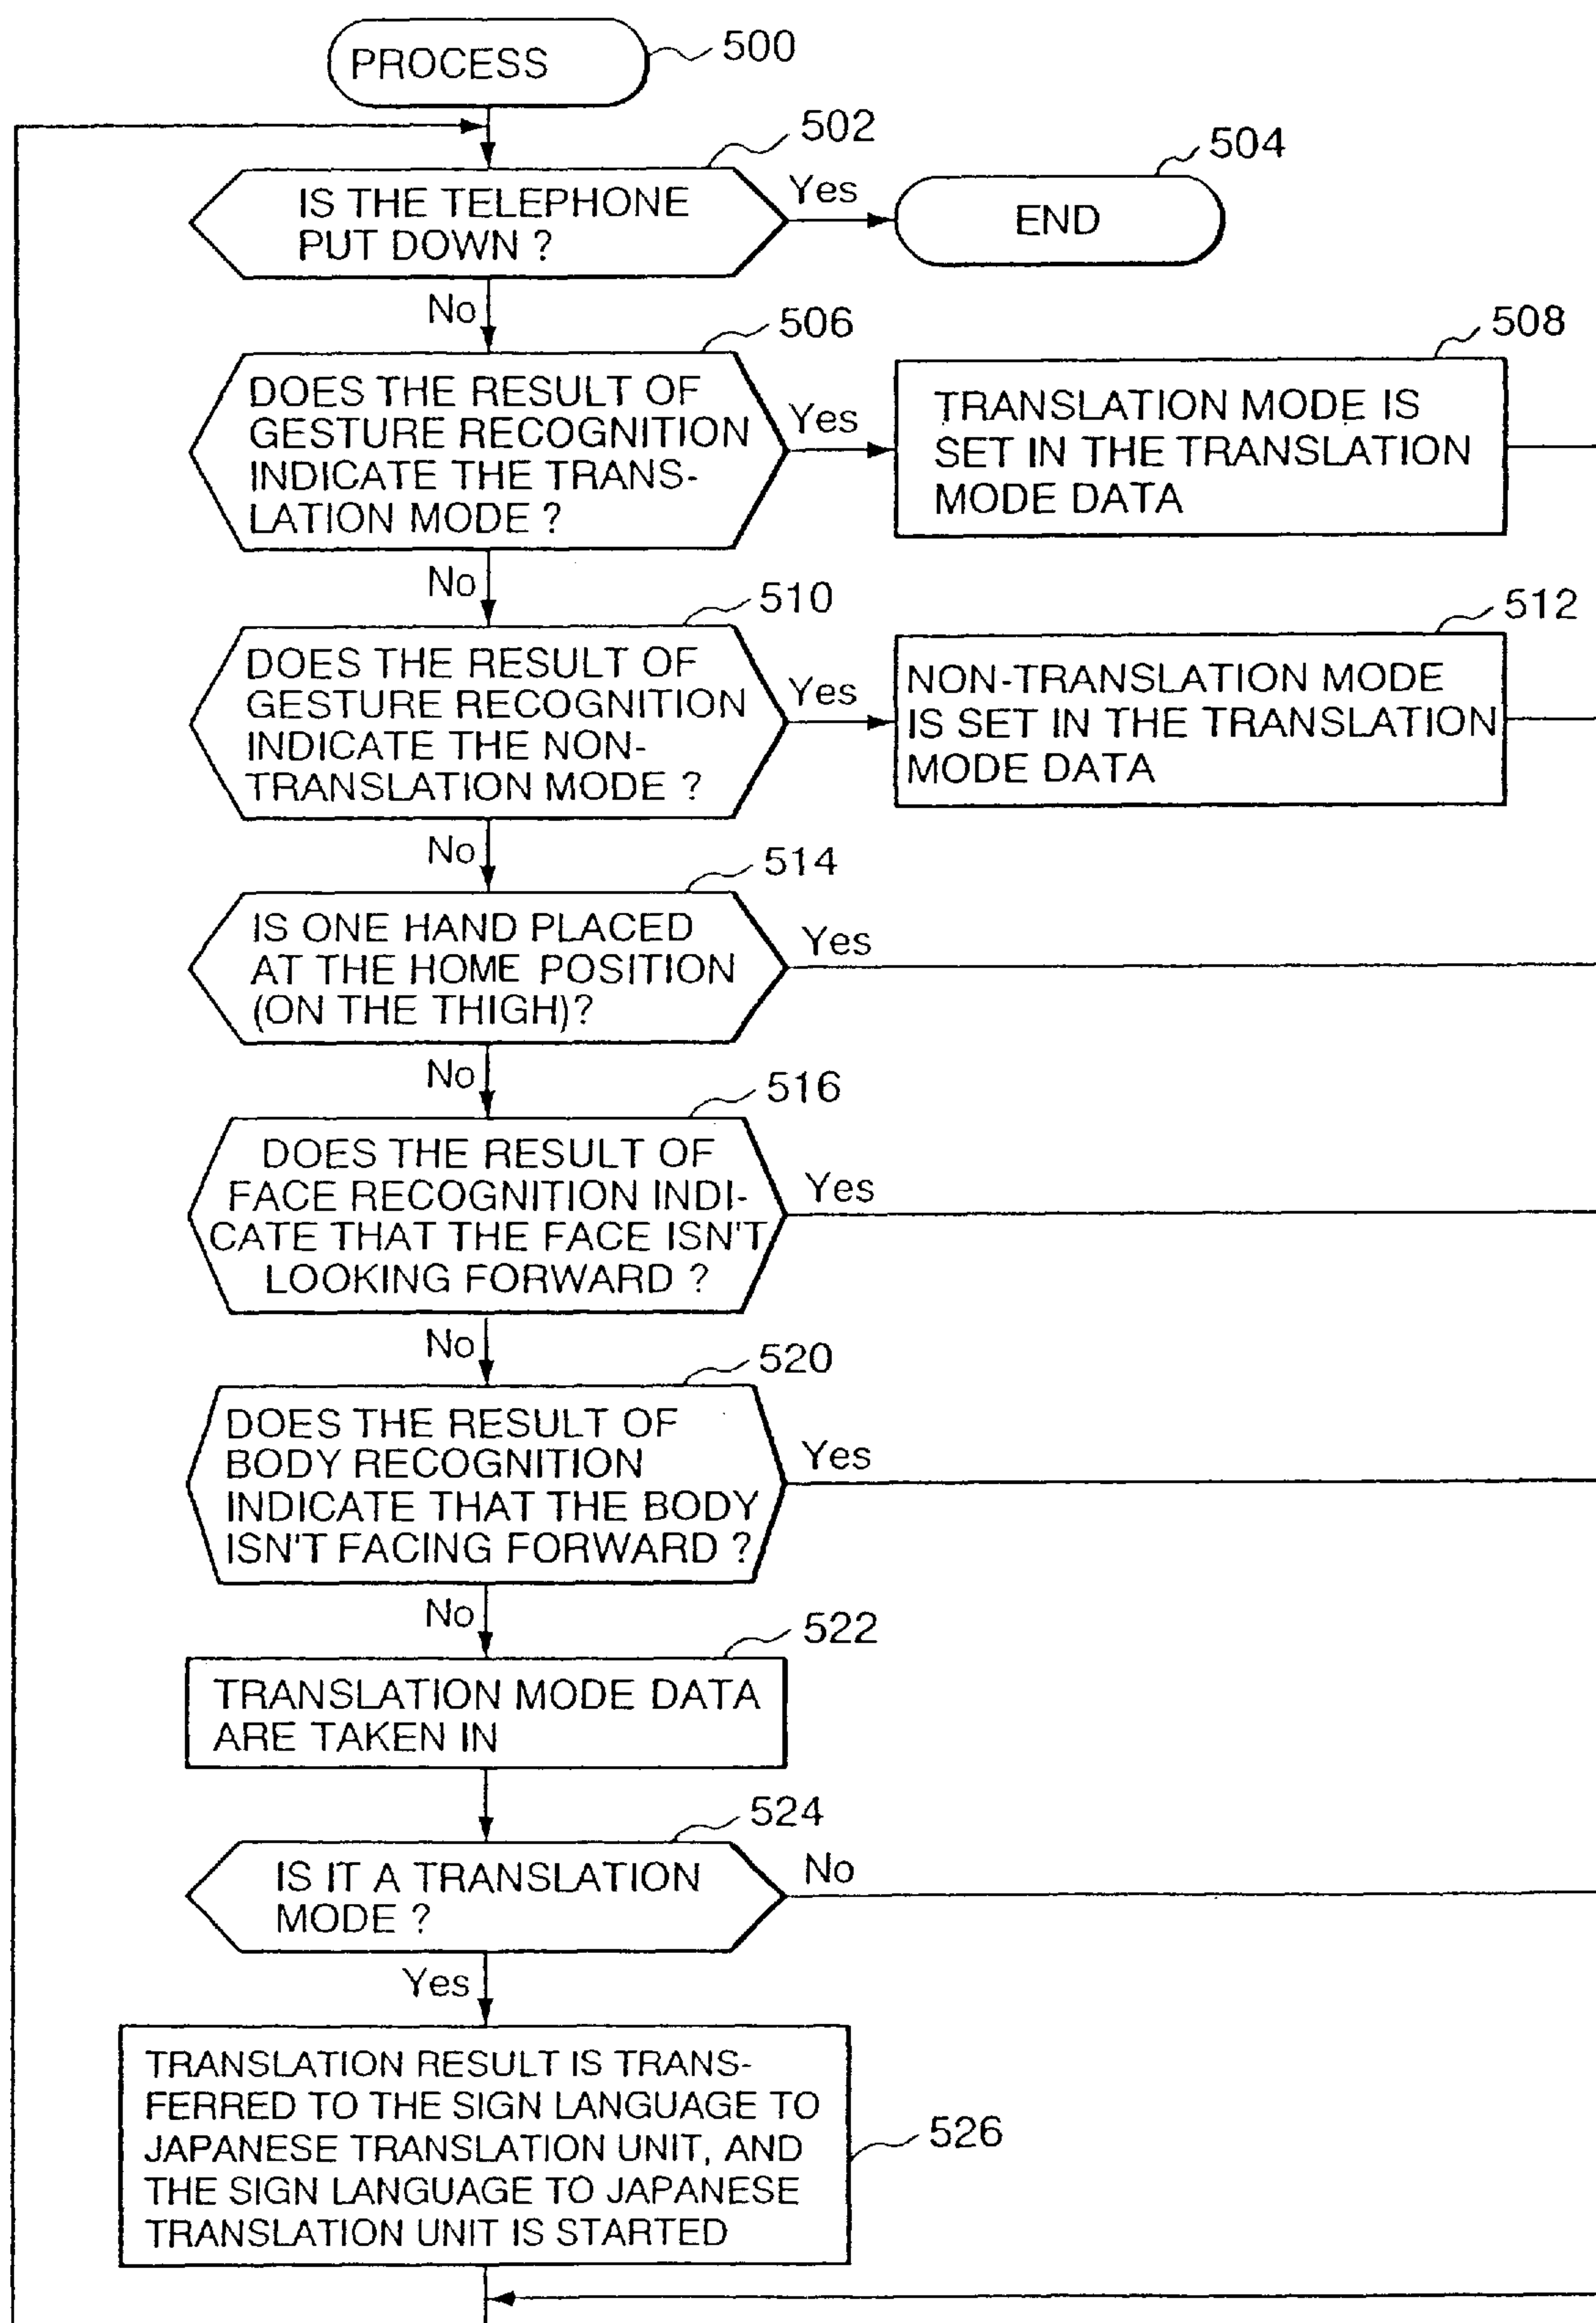 PROCESS
500
502
IS THE TELEPHONE
PUT DOWN ?
Yes
504
END
No
506
DOES THE RESULT OF
GESTURE RECOGNITION
INDICATE THE TRANS-
LATION MODE ?
Yes
508
TRANSLATION MODE IS
SET IN THE TRANSLATION
MODE DATA
No
510
DOES THE RESULT OF
GESTURE RECOGNITION
INDICATE THE NON-
TRANSLATION MODE ?
Yes
512
NON-TRANSLATION MODE
IS SET IN THE TRANSLATION
MODE DATA
No
514
IS ONE HAND PLACED
AT THE HOME POSITION
(ON THE THIGH)?
Yes
No
516
DOES THE RESULT OF
FACE RECOGNITION INDI-
CATE THAT THE FACE ISN'T
LOOKING FORWARD ?
Yes
No
520
DOES THE RESULT OF
BODY RECOGNITION
INDICATE THAT THE BODY
ISN'T FACING FORWARD ?
Yes
No
522
TRANSLATION MODE DATA
ARE TAKEN IN
524
IS IT A TRANSLATION
MODE ?
No
Yes
TRANSLATION RESULT IS TRANS-
FERRED TO THE SIGN LANGUAGE TO
JAPANESE TRANSLATION UNIT, AND
THE SIGN LANGUAGE TO JAPANESE
TRANSLATION UNIT IS STARTED
526